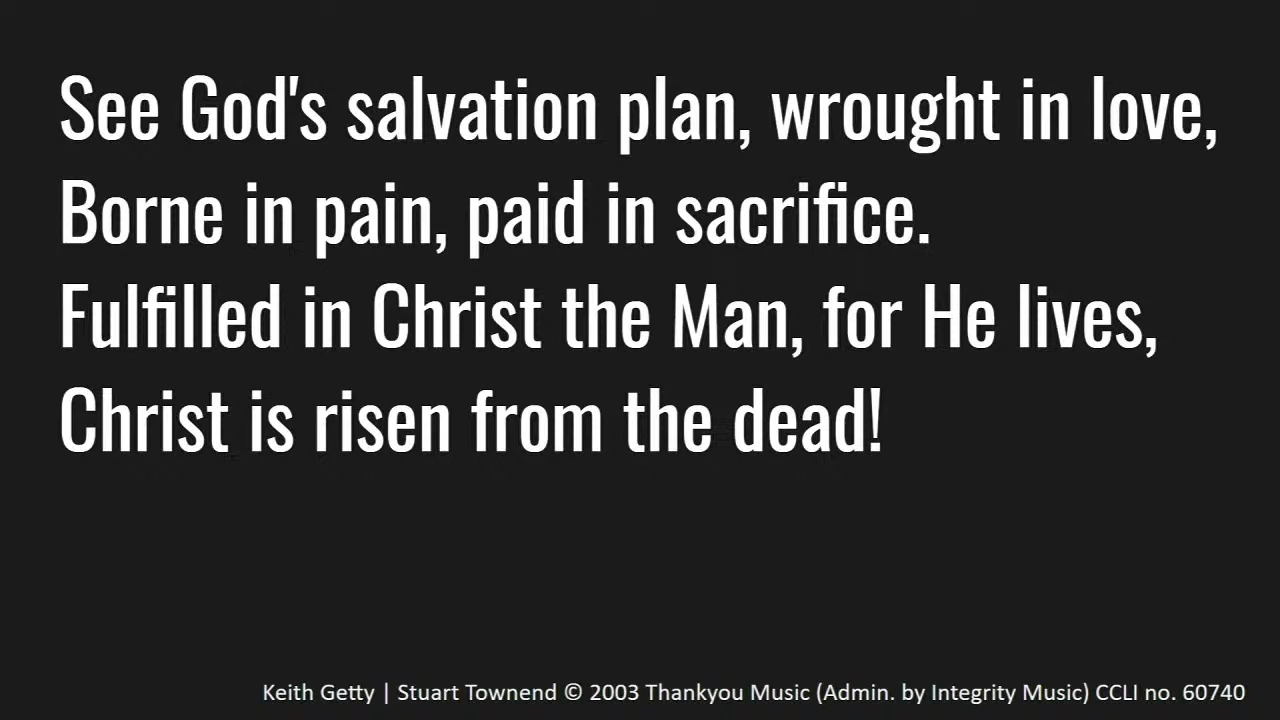 See God's salvation plan, wrought in love,
Borne in pain, paid in sacrifice.
Fulfilled in Christ the Man, for He lives,
Christ is risen from the dead!
Keith Getty | Stuart Townend © 2003 Thankyou Music (Admin. by Integrity Music) CCLI no. 60740